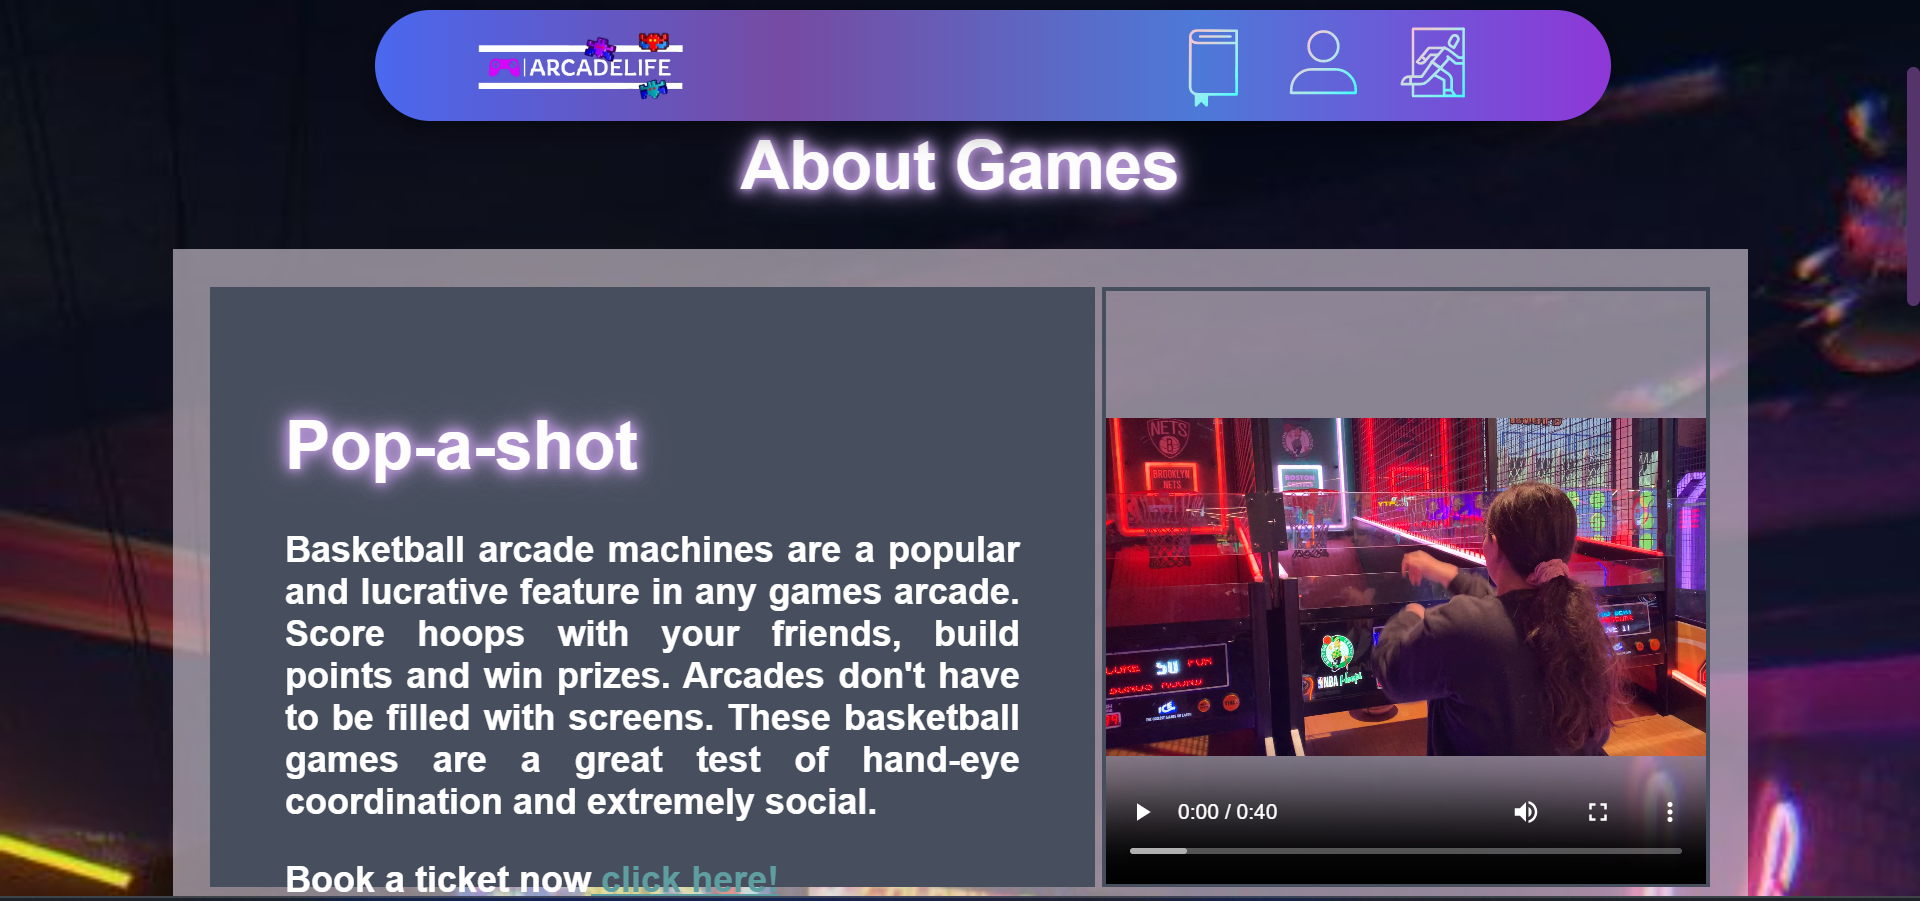 ARCADELIFE
About Games
Pop-a-shot
Basketball arcade machines are a popular
and lucrative feature in any games arcade.
Score hoops with your friends, build
points and win prizes. Arcades don't have
to be filled with screens. These basketball
games are a great test of hand-eye
coordination and extremely social.
Book a ticket now click here!
NETS
BROOKLYN
NETS
BOSTON
50
NBA Hoops
ICE
0:00 / 0:40